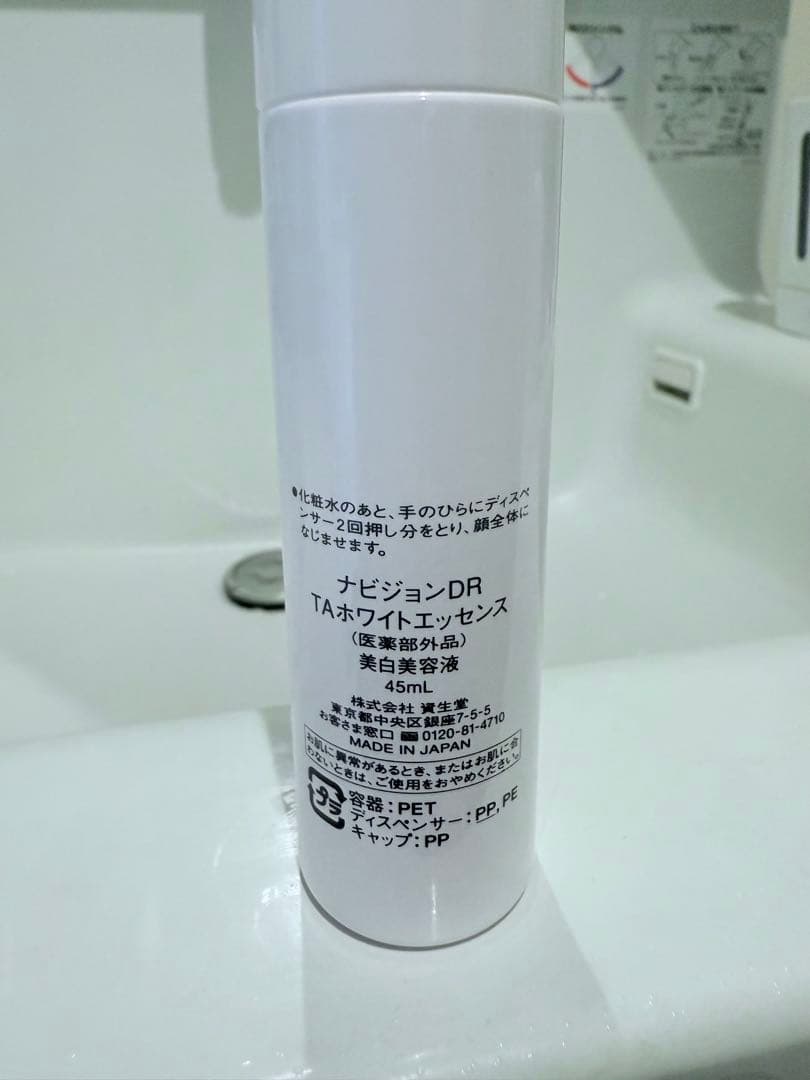 ●化粧水のあと、手のひらにディスペ
ンサー2回押し分をとり、顔全体に
なじませます。
ナビジョンDR
TAホワイトエッセンス
(医薬部外品)
美白美容液
45mL
株式会社 資生堂
東京都中央区銀座7-5-5
お客さま窓口 0120-81-4710
MADE IN JAPAN
お肌に異常があるとき、またはお肌に合
わないときは、ご使用をおやめください。
プラ
容器:PET
ディスペンサー:PP, PE
キャップ:PP